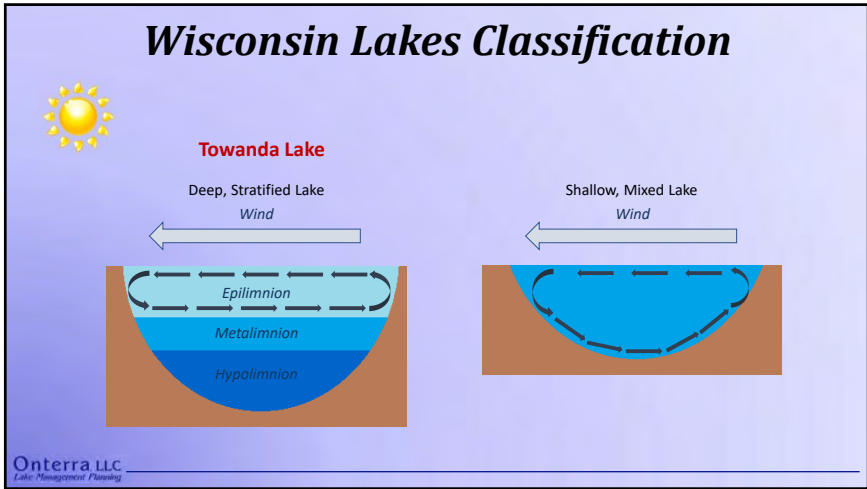 Wisconsin Lakes Classification
Towanda Lake
Deep, Stratified Lake
Wind
Epilimnion
Metalimnion
Hypolimnion
Shallow, Mixed Lake
Wind
Onterra LLC
Lake Management Planning